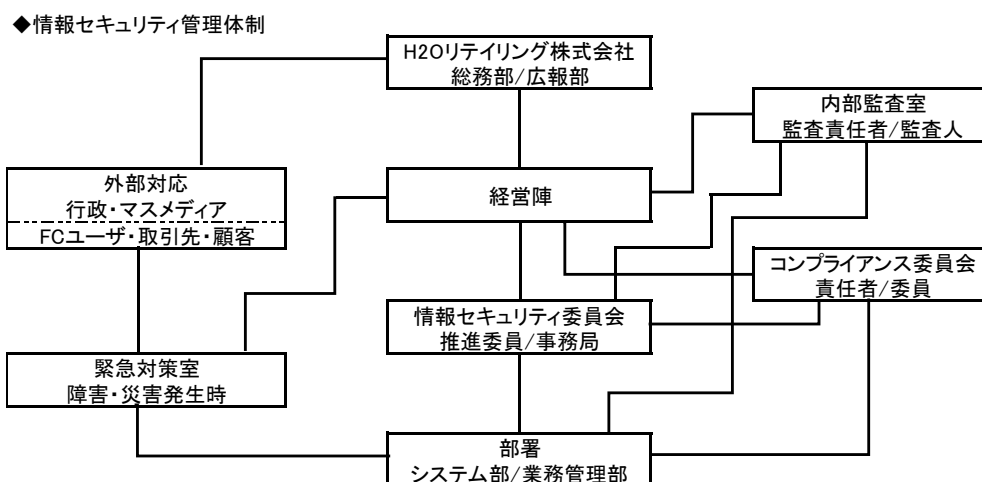 ◆情報セキュリティ管理体制
H2Oリテイリング株式会社
総務部/広報部
内部監査室
監査責任者/監査人
外部対応
行政・マスメディア
FCユーザ・取引先・顧客
経営陣
コンプライアンス委員会
責任者/委員
情報セキュリティ委員会
推進委員/事務局
緊急対策室
障害・災害発生時
部署
システム部/業務管理部